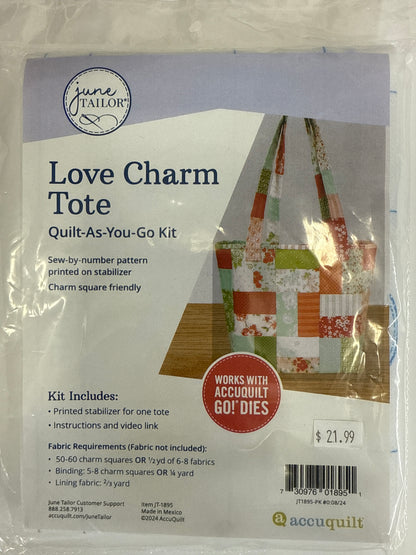 june
TAILOR®
Love Charm
Tote
Quilt-As-You-Go Kit
Sew-by-number pattern
printed on stabilizer
Charm square friendly
WORKS WITH
ACCUQUILT
GO!® DIES
Kit Includes:
• Printed stabilizer for one tote
• Instructions and video link
$ 21.99
Fabric Requirements (Fabric not included):
• 50-60 charm squares OR ½ yd of 6-8 fabrics
• Binding: 5-8 charm squares OR ¼ yard
• Lining fabric: ⅔ yard
June Tailor Customer Support
888.258.7913
accuquilt.com/JuneTailor
Item JT-1895
Made in Mexico
©2024 AccuQuilt
7 30976 01895 1
JT1895-PK #0:08/24
a accuquilt®